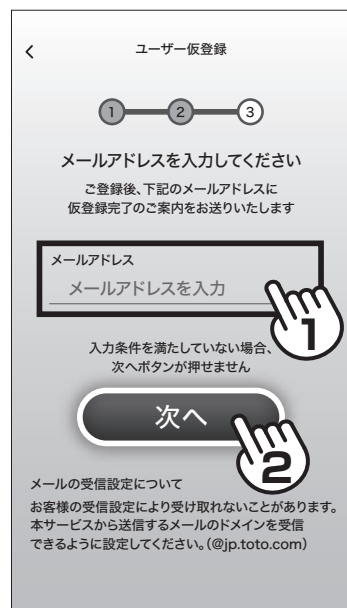 ユーザー仮登録
1 2 3
メールアドレスを入力してください
ご登録後、下記のメールアドレスに
仮登録完了のご案内をお送りいたします
メールアドレス
メールアドレスを入力
1
入力条件を満たしていない場合、
次へボタンが押せません
次へ
2
メールの受信設定について
お客様の受信設定により受け取れないことがあります。
本サービスから送信するメールのドメインを受信
できるように設定してください。(@jp.toto.com)